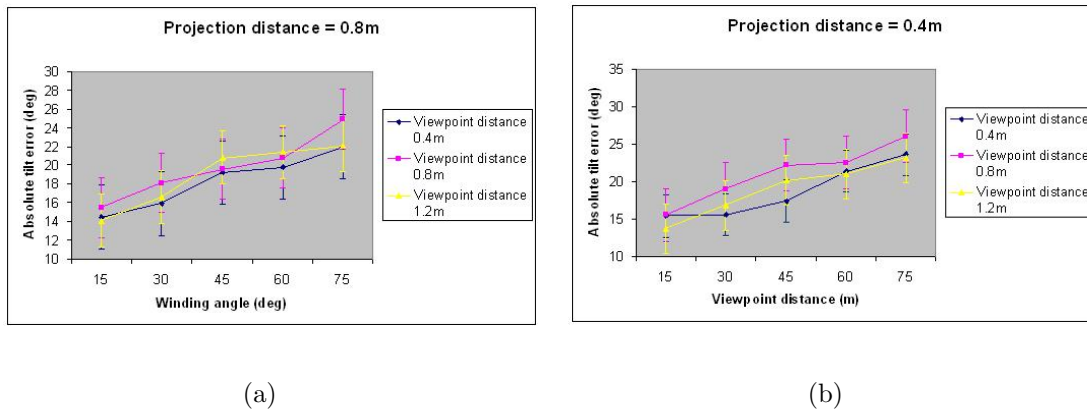 Projection distance = 0.8m
Absolute tilt error (deg)
30
28
26
24
22
20
18
16
14
12
10
15 30 45 60 75
Winding angle (deg)
Viewpoint distance
0.4m
Viewpoint distance
0.8m
Viewpoint distance
1.2m
(a)
Projection distance = 0.4m
Absolute tilt error (deg)
35
30
25
20
15
10
15 30 45 60 75
Viewpoint distance (m)
Viewpoint distance
0.4m
Viewpoint distance
0.8m
Viewpoint distance
1.2m
(b)